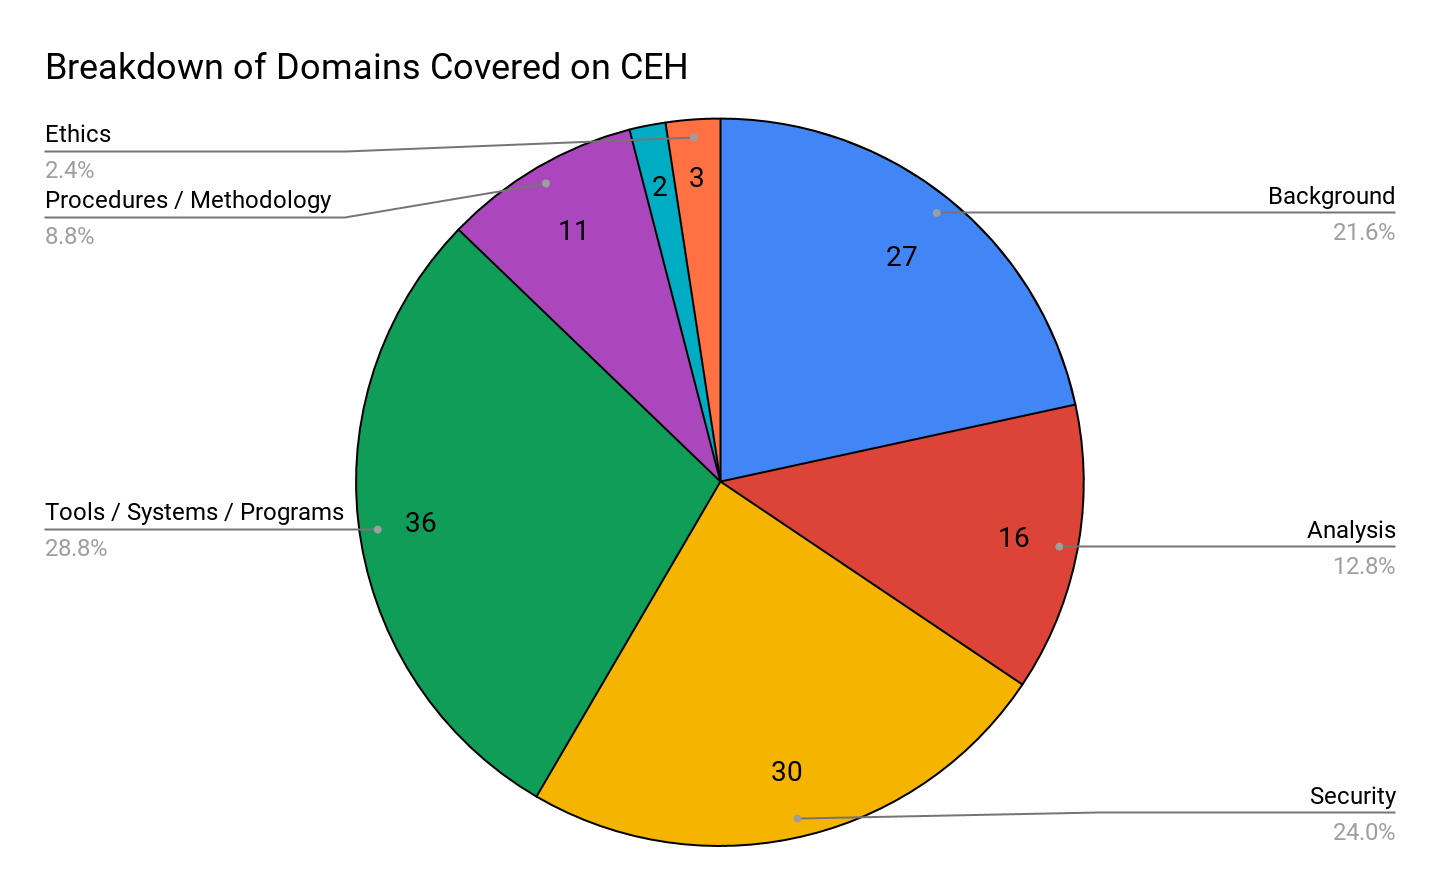 Breakdown of Domains Covered on CEH
Ethics
2.4%
Procedures / Methodology
8.8%
Tools / Systems / Programs
28.8%
11
2
3
27
36
16
30
Background
21.6%
Analysis
12.8%
Security
24.0%